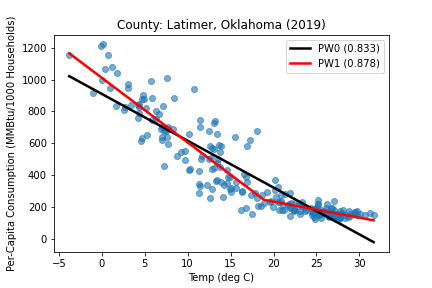 County: Latimer, Oklahoma (2019)
Per-Capita Consumption (MMBtu/1000 Households)
1200
1000
800
600
400
200
0
PW0 (0.833)
PW1 (0.878)
-5 0 5 10 15 20 25 30
Temp (deg C)